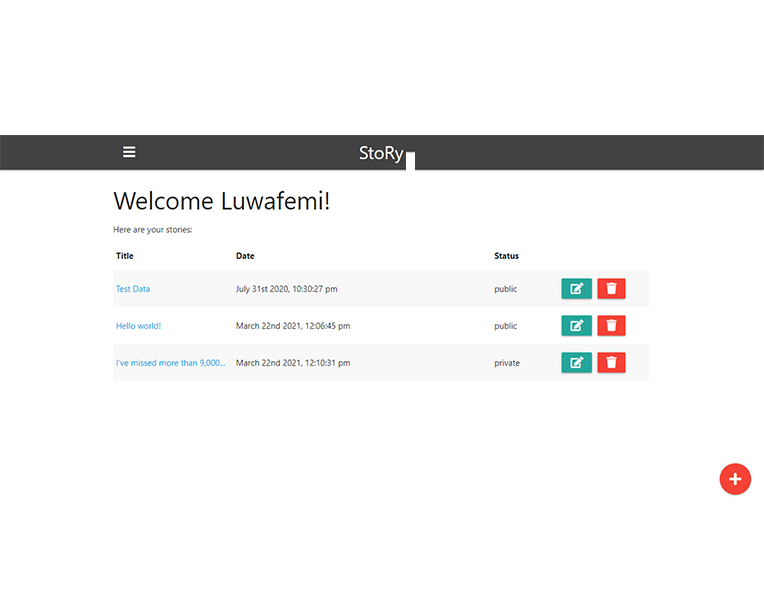 StoRy
Welcome Luwafemi!
Here are your stories:
Title Date Status
Test Data July 31st 2020, 10:30:27 pm public
Hello world! March 22nd 2021, 12:06:45 pm public
I've missed more than 9,000... March 22nd 2021, 12:10:31 pm private